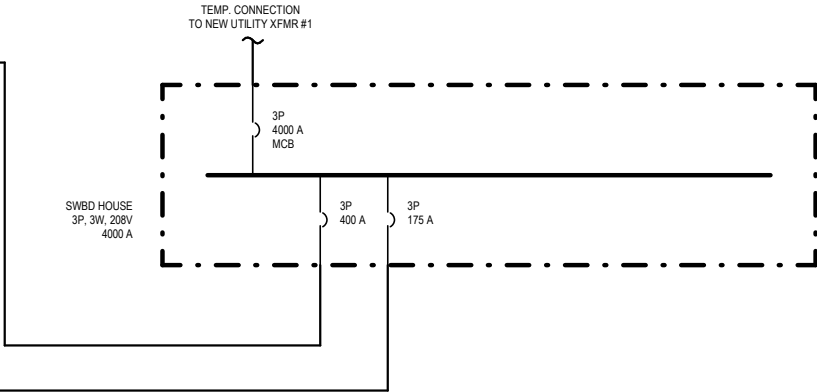 TEMP. CONNECTION
TO NEW UTILITY XFMR #1
3P
4000 A
MCB
SWBD HOUSE
3P, 3W, 208V
4000 A
3P
400 A
3P
175 A